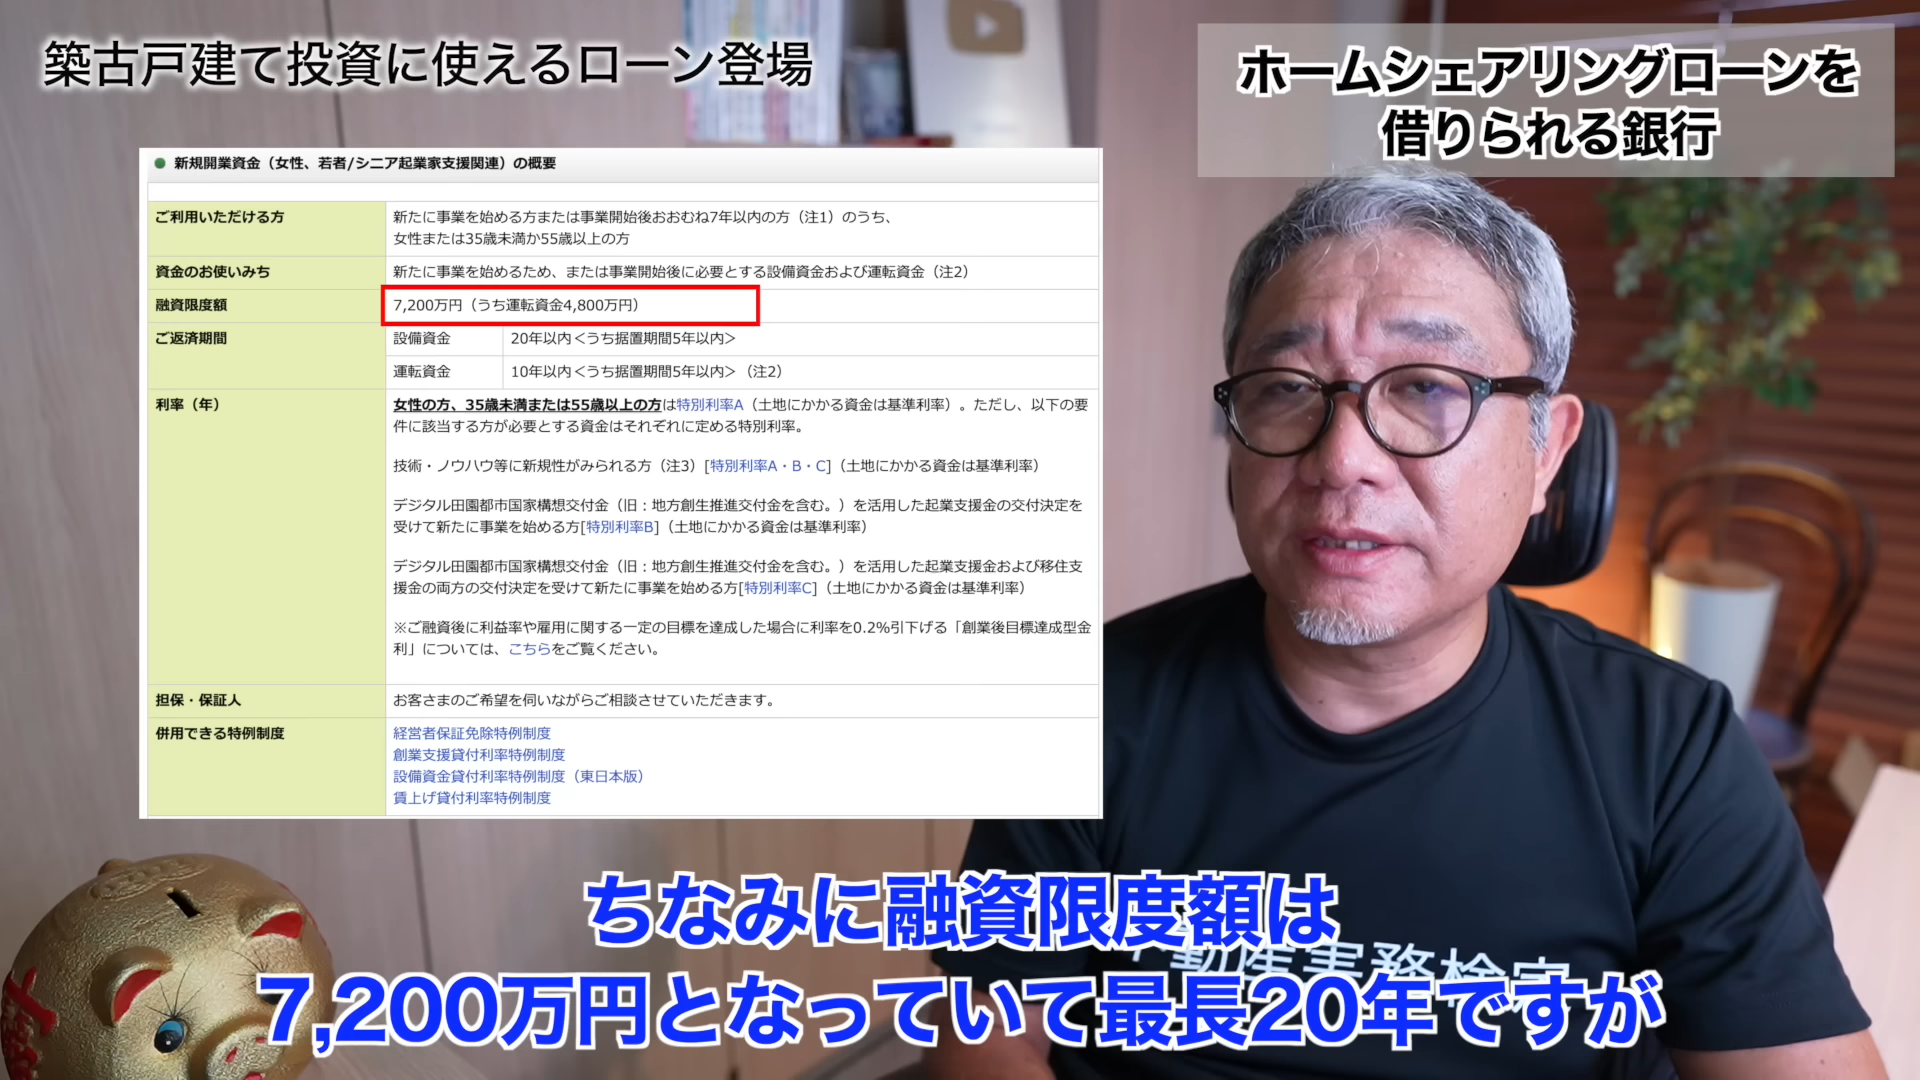 築古戸建て投資に使えるローン登場
ホームシェアリングローンを
借りられる銀行
新規開業資金（女性、若者/シニア起業家支援関連）の概要
ご利用いただける方
新たに事業を始める方または事業開始後おおむね7年以内の方（注1）のうち、
女性または35歳未満か55歳以上の方
資金のお使いみち
新たに事業を始めるため、または事業開始後に必要とする設備資金および運転資金（注2）
融資限度額
7,200万円（うち運転資金4,800万円）
ご返済期間
設備資金
20年以内＜うち据置期間5年以内＞
運転資金
10年以内＜うち据置期間5年以内＞（注2）
利率（年）
女性の方、35歳未満または55歳以上の方は特別利率A（土地にかかる資金は基準利率）。ただし、以下の要
件に該当する方が必要とする資金はそれぞれに定める特別利率。
技術・ノウハウ等に新規性がみられる方（注3）[特別利率A・B・C]（土地にかかる資金は基準利率）
デジタル田園都市国家構想交付金（旧：地方創生推進交付金を含む。）を活用した起業支援金の交付決定を
受けて新たに事業を始める方[特別利率B]（土地にかかる資金は基準利率）
デジタル田園都市国家構想交付金（旧：地方創生推進交付金を含む。）を活用した起業支援金および移住支
援金の両方の交付決定を受けて新たに事業を始める方[特別利率C]（土地にかかる資金は基準利率）
※ご融資後に利益率や雇用に関する一定の目標を達成した場合に利率を0.2%引下げる「創業後目標達成型金
利」については、こちらをご覧ください。
担保・保証人
お客さまのご希望を伺いながらご相談させていただきます。
併用できる特例制度
経営者保証免除特例制度
創業支援貸付利率特例制度
設備資金貸付利率特例制度（東日本版）
賃上げ貸付利率特例制度
ちなみに融資限度額は
7,200万円となっていて最長20年ですが